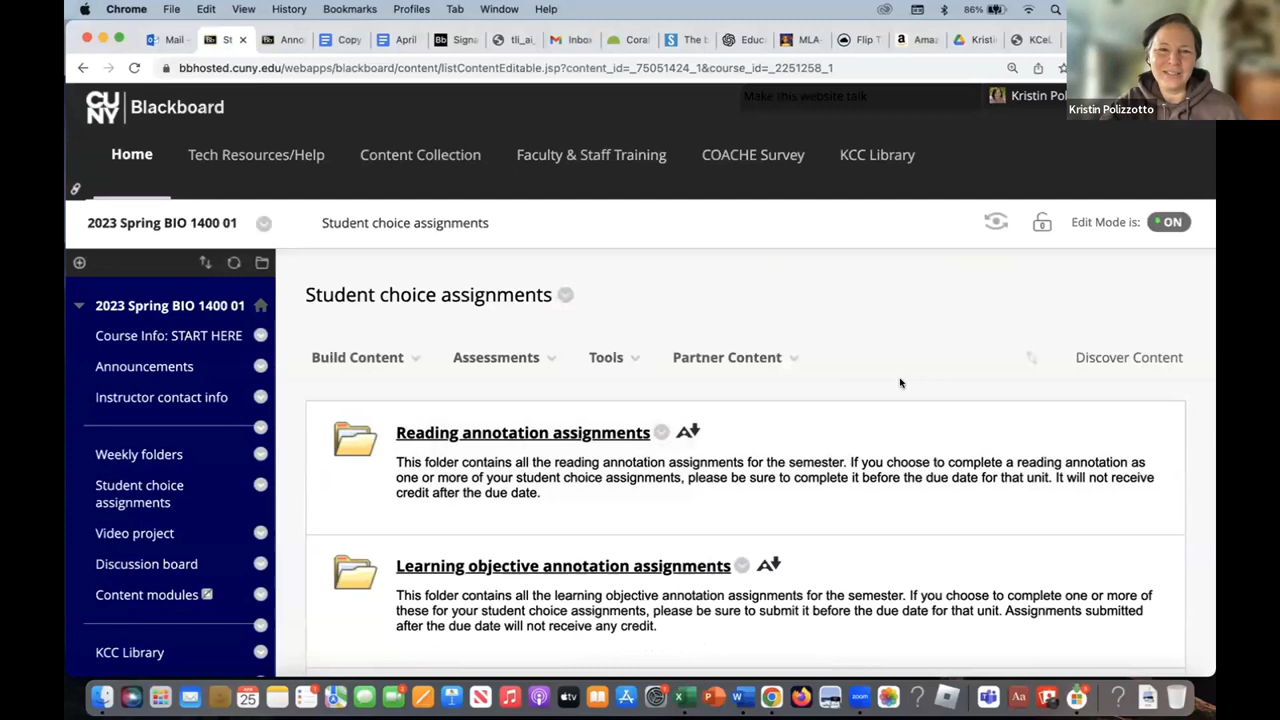 Chrome File Edit View History Bookmarks Profiles Tab Window Help 86%
Mail St Anno Copy April Signa tli_ai_ Inbo Coral The b Educ MLA- Flip T Amaz Kristi KCeL
bbhosted.cuny.edu/webapps/blackboard/content/listContentEditable.jsp?content_id=_75051424_1&course_id=_2251258_1
CUNY Blackboard
Make this website talk
Kristin Pol
Kristin Polizzotto
Home Tech Resources/Help Content Collection Faculty & Staff Training COACHE Survey KCC Library
2023 Spring BIO 1400 01 Student choice assignments Edit Mode is: ON
2023 Spring BIO 1400 01
Course Info: START HERE
Announcements
Instructor contact info
Weekly folders
Student choice
assignments
Video project
Discussion board
Content modules
KCC Library
Student choice assignments
Build Content Assessments Tools Partner Content Discover Content
Reading annotation assignments
This folder contains all the reading annotation assignments for the semester. If you choose to complete a reading annotation as
one or more of your student choice assignments, please be sure to complete it before the due date for that unit. It will not receive
credit after the due date.
Learning objective annotation assignments
This folder contains all the learning objective annotation assignments for the semester. If you choose to complete one or more of
these for your student choice assignments, please be sure to submit it before the due date for that unit. Assignments submitted
after the due date will not receive any credit.